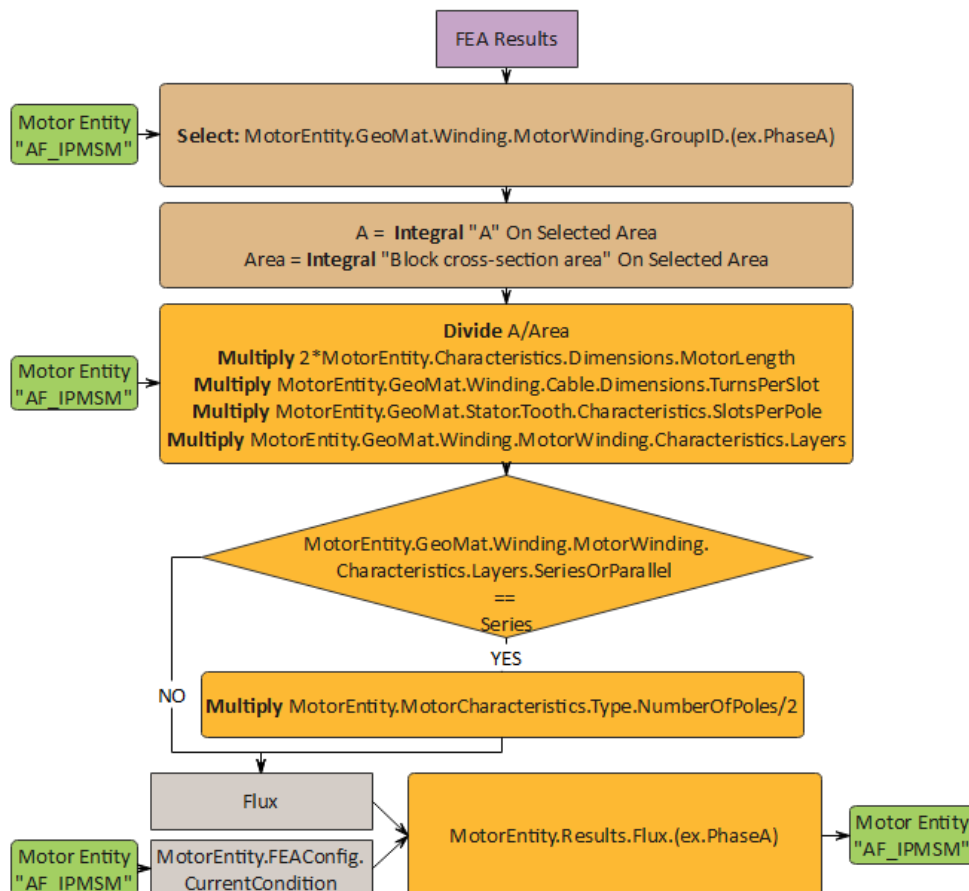 FEA Results
Motor Entity
"AF_IPMSM"
Select: MotorEntity.GeoMat.Winding.MotorWinding.GroupID.(ex.PhaseA)
A = Integral "A" On Selected Area
Area = Integral "Block cross-section area" On Selected Area
Motor Entity
"AF_IPMSM"
Divide A/Area
Multiply 2*MotorEntity.Characteristics.Dimensions.MotorLength
Multiply MotorEntity.GeoMat.Winding.Cable.Dimensions.TurnsPerSlot
Multiply MotorEntity.GeoMat.Stator.Tooth.Characteristics.SlotsPerPole
Multiply MotorEntity.GeoMat.Winding.MotorWinding.Characteristics.Layers
MotorEntity.GeoMat.Winding.MotorWinding.
Characteristics.Layers.SeriesOrParallel
==
Series
YES
NO
Multiply MotorEntity.MotorCharacteristics.Type.NumberOfPoles/2
Flux
Motor Entity
"AF_IPMSM"
MotorEntity.FEAConfig.
CurrentCondition
MotorEntity.Results.Flux.(ex.PhaseA)
Motor Entity
"AF_IPMSM"